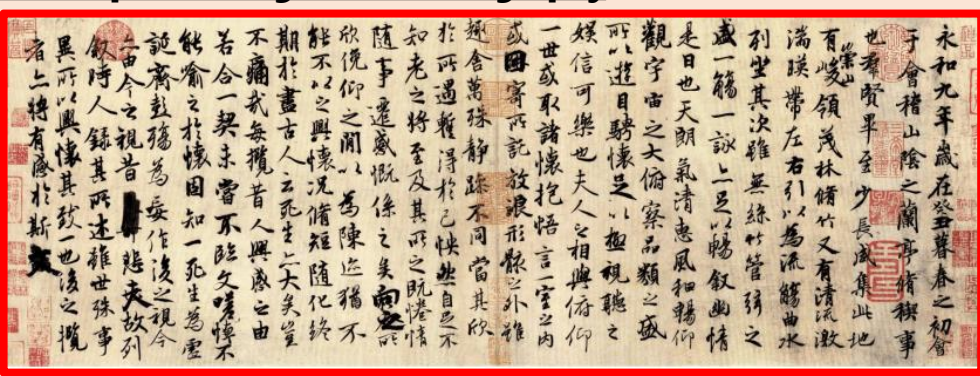 永和九年歲在癸丑暮春之初會
于會稽山陰之蘭亭脩稧事
也羣賢畢至少長咸集此地
有崇山峻領茂林脩竹又有清流激
湍暎帶左右引以為流觴曲水
列坐其次雖無絲竹管弦之
盛一觴一詠亦足以暢敘幽情
是日也天朗氣清惠風和暢仰
觀宇宙之大俯察品類之盛
所以遊目騁懷足以極視聽之
娛信可樂也夫人之相與俯仰
一世或取諸懷抱悟言一室之內
或因寄所託放浪形骸之外雖
趣舍萬殊靜躁不同當其欣
於所遇暫得於己怏然自足不
知老之將至及其所之既惓情
隨事遷感慨係之矣向之所
欣俛仰之閒以為陳迹猶不
能不以之興懷況脩短隨化終
期於盡古人云死生亦大矣豈
不痛哉每攬昔人興感之由
若合一契未嘗不臨文嗟悼不
能喻之於懷固知一死生為虛
誕齊彭殤為妄作後之視今
亦由今之視昔悲夫故列
敘時人錄其所述雖世殊事
異所以興懷其致一也後之攬
者亦將有感於斯文